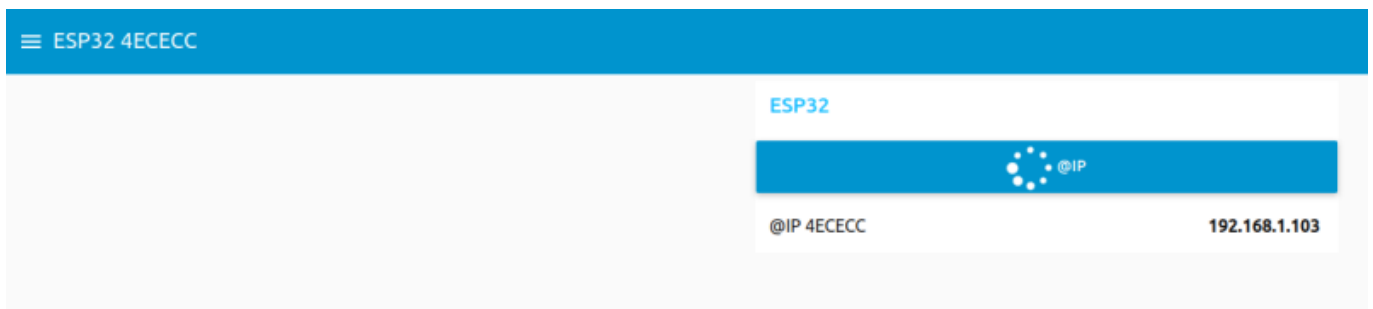 ESP32 4ECECC
ESP32
@IP
@IP 4ECECC 192.168.1.103